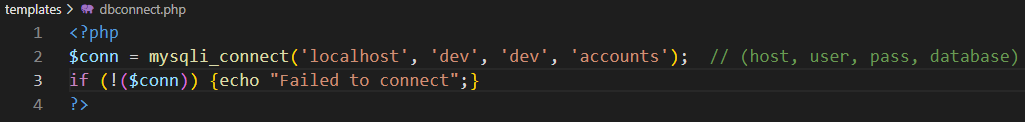 templates > dbconnect.php
1 <?php
2 $conn = mysqli_connect('localhost', 'dev', 'dev', 'accounts');  // (host, user, pass, database)
3 if (!($conn)) {echo "Failed to connect";}
4 ?>